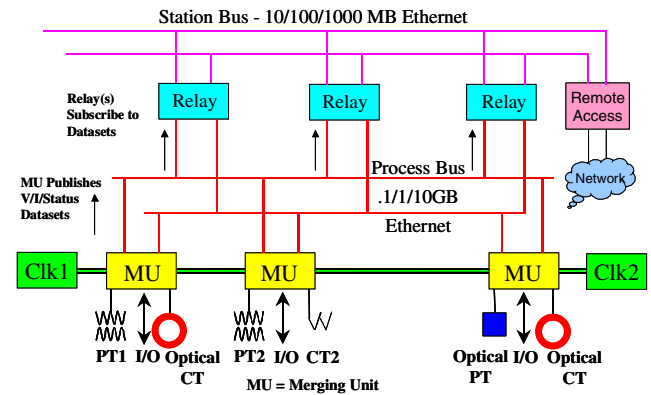 Station Bus - 10/100/1000 MB Ethernet
Relay(s)
Subscribe to
Datasets
Relay
Relay
Relay
Remote
Access
MU Publishes
V/I/Status
Datasets
Process Bus
.1/1/10GB
Ethernet
Network
Clk1
MU
MU
MU
Clk2
PT1 I/O Optical
CT
PT2 I/O CT2
Optical I/O Optical
PT CT
MU = Merging Unit